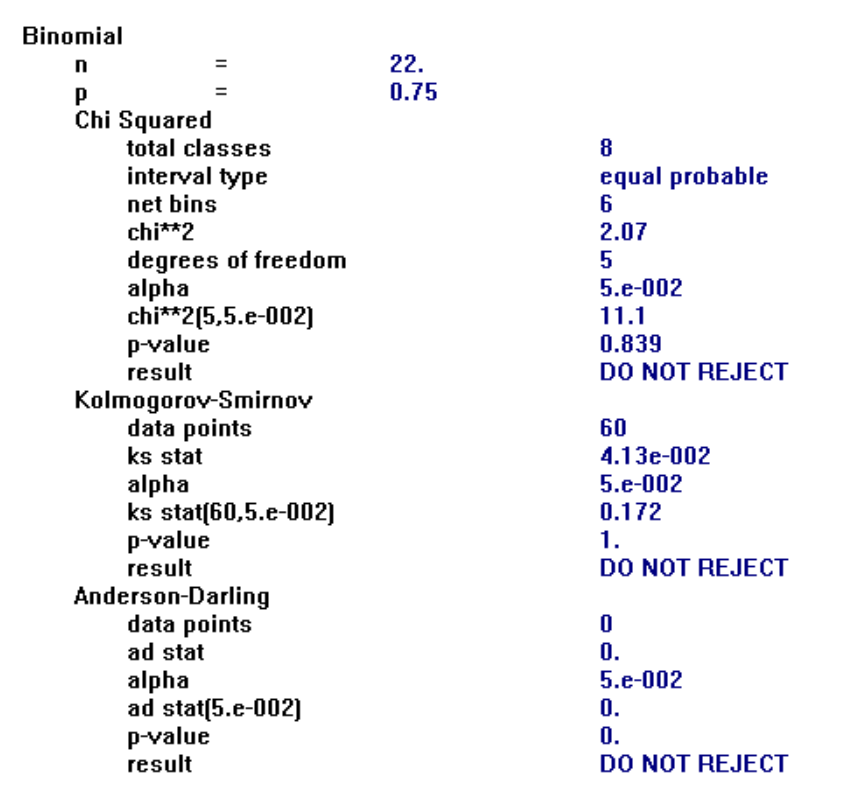 Binomial
n = 22.
p = 0.75
Chi Squared
total classes 8
interval type equal probable
net bins 6
chi**2 2.07
degrees of freedom 5
alpha 5.e-002
chi**2(5,5.e-002) 11.1
p-value 0.839
result DO NOT REJECT
Kolmogorov-Smirnov
data points 60
ks stat 4.13e-002
alpha 5.e-002
ks stat(60,5.e-002) 0.172
p-value 1.
result DO NOT REJECT
Anderson-Darling
data points 0
ad stat 0.
alpha 5.e-002
ad stat(5.e-002) 0.
p-value 0.
result DO NOT REJECT